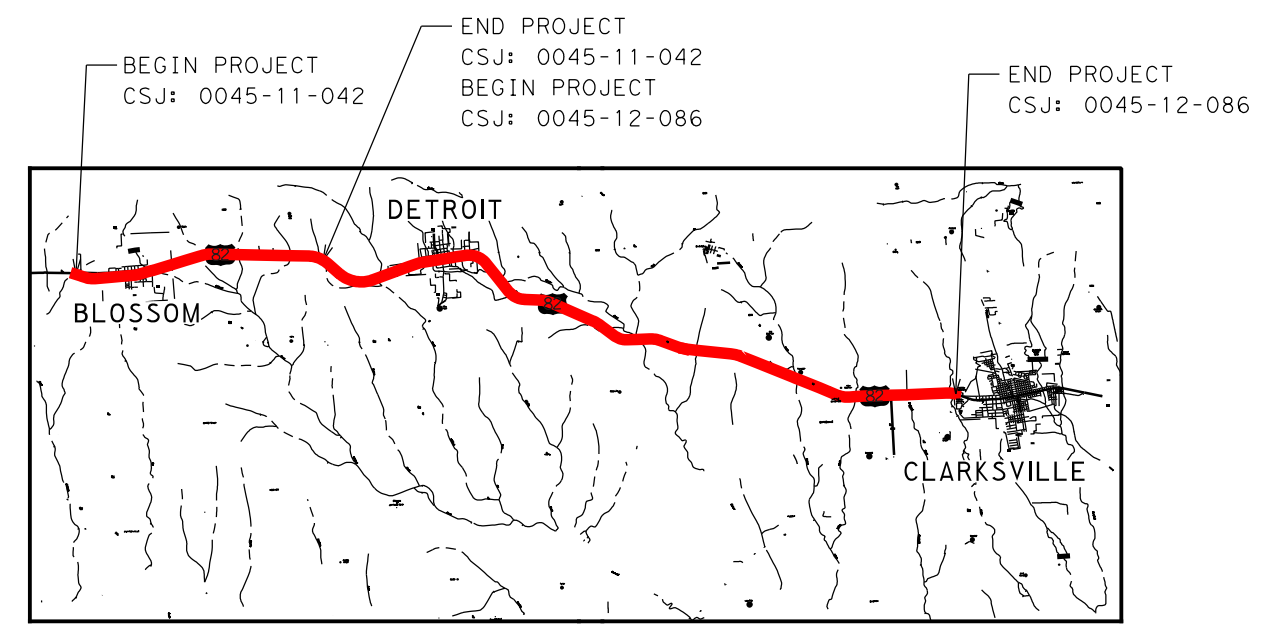 END PROJECT
CSJ: 0045-11-042
BEGIN PROJECT
CSJ: 0045-12-086
BEGIN PROJECT
CSJ: 0045-11-042
END PROJECT
CSJ: 0045-12-086
DETROIT
82
BLOSSOM
82
82
CLARKSVILLE